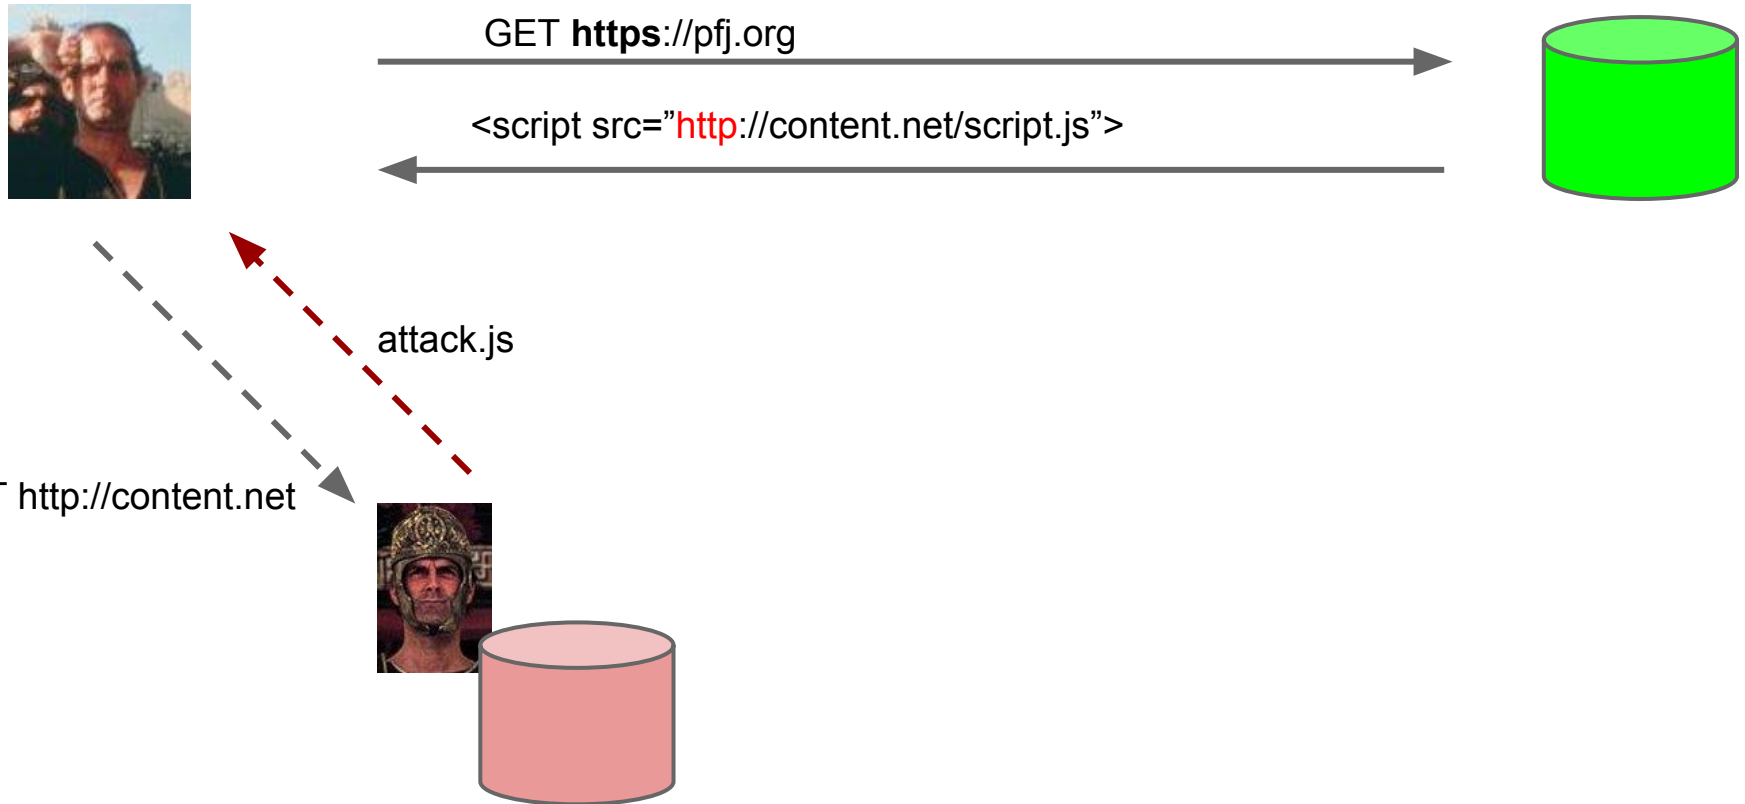 GET https://pfj.org
<script src=”http://content.net/script.js”>
attack.js
T http://content.net